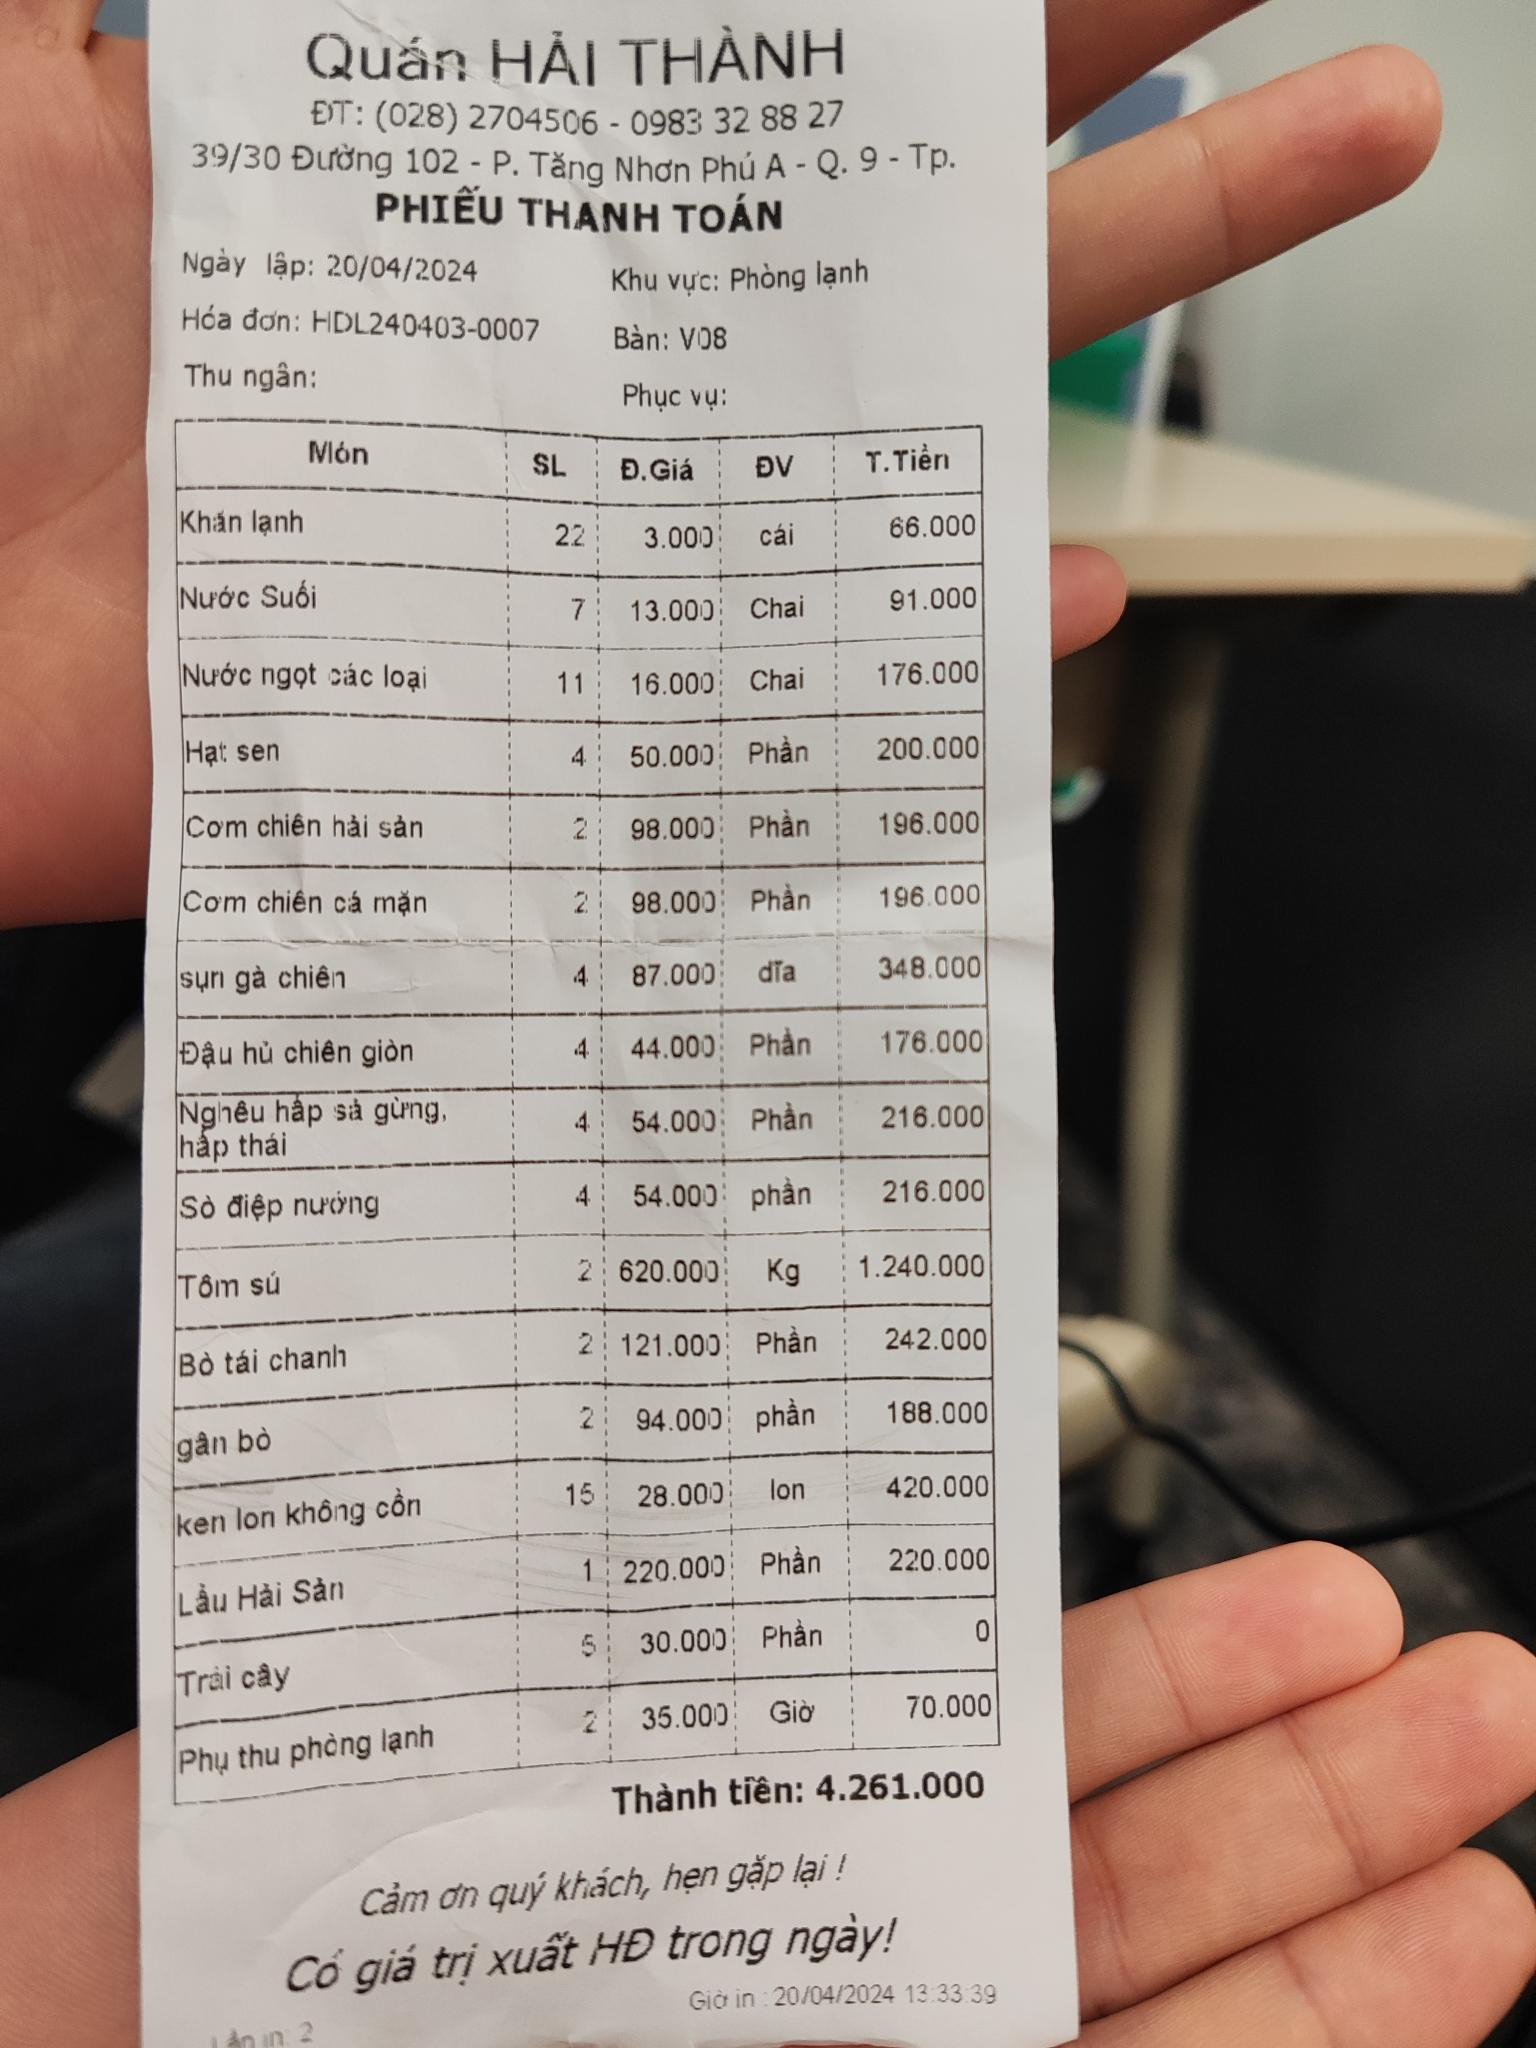 Quán HẢI THÀNH
ĐT: (028) 2704506 - 0983 32 88 27
39/30 Đường 102 - P. Tăng Nhơn Phú A - Q. 9 - Tp.
PHIẾU THANH TOÁN
Ngày lập: 20/04/2024 Khu vực: Phòng lạnh
Hóa đơn: HDL240403-0007 Bàn: V08
Thu ngân: Phục vụ:
Món SL Đ.Giá ĐV T.Tiền
Khăn lạnh 22 3.000 cái 66.000
Nước Suối 7 13.000 Chai 91.000
Nước ngọt các loại 11 16.000 Chai 176.000
Hạt sen 4 50.000 Phần 200.000
Cơm chiên hải sản 2 98.000 Phần 196.000
Cơm chiên cá mặn 2 98.000 Phần 196.000
sụn gà chiên 4 87.000 dĩa 348.000
Đậu hủ chiên giòn 4 44.000 Phần 176.000
Nghêu hấp sả gừng, 4 54.000 Phần 216.000
hấp thái
Sò điệp nướng 4 54.000 phần 216.000
Tôm sú 2 620.000 Kg 1.240.000
Bò tái chanh 2 121.000 Phần 242.000
gân bò 2 94.000 phần 188.000
ken lon không cồn 15 28.000 lon 420.000
Lẩu Hải Sản 1 220.000 Phần 220.000
Trái cây 5 30.000 Phần 0
Phụ thu phòng lạnh 2 35.000 Giờ 70.000
Thành tiền: 4.261.000
Cảm ơn quý khách, hẹn gặp lại !
Có giá trị xuất HĐ trong ngày!
Giờ in : 20/04/2024 13:33:39
Lần in: 2